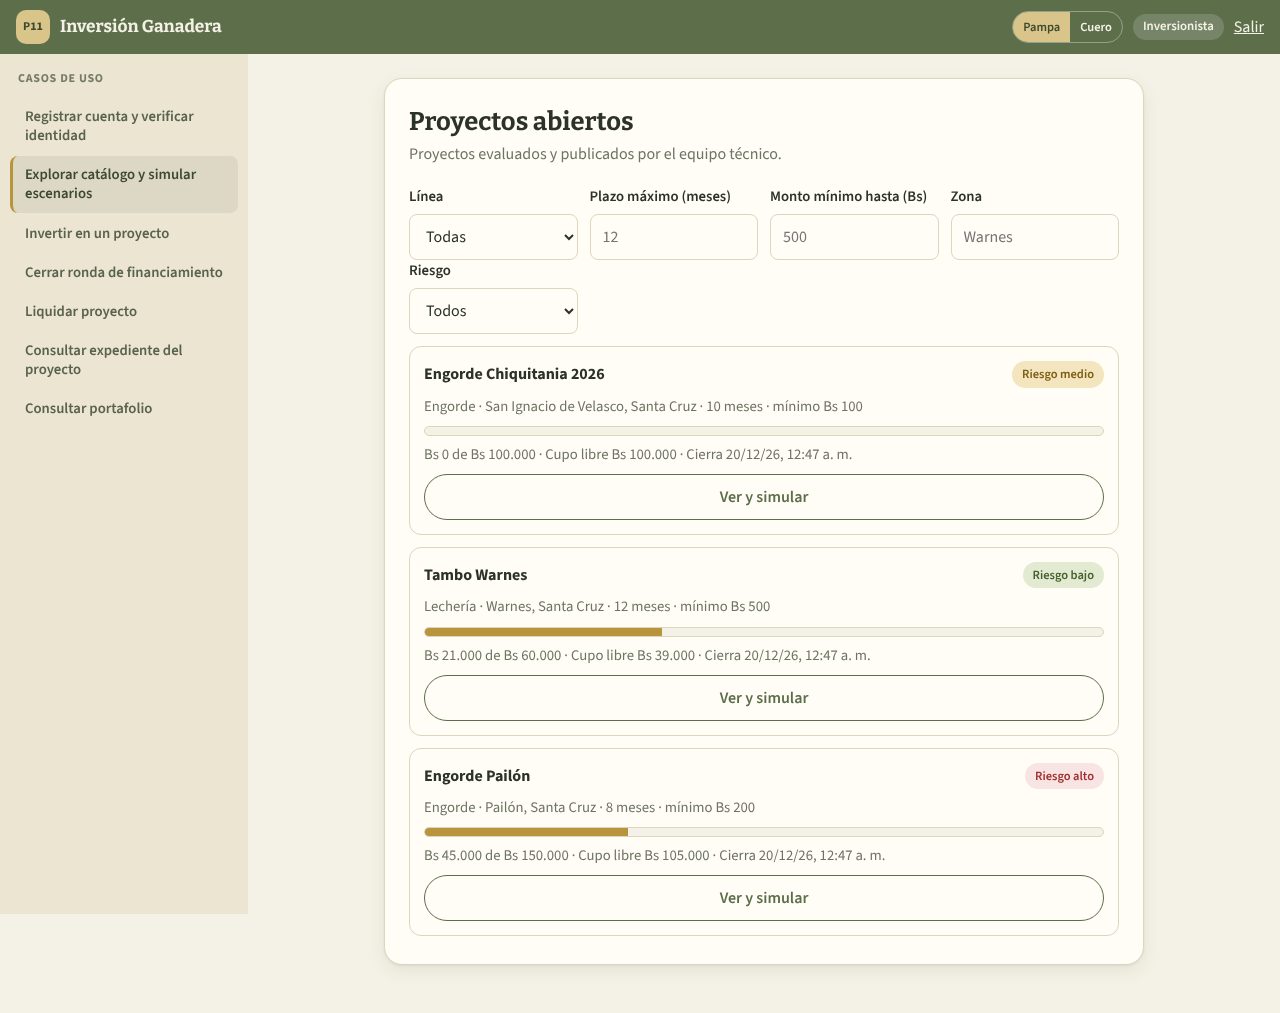 P11
Inversión Ganadera
Pampa
Cuero
Inversionista
Salir
CASOS DE USO
Registrar cuenta y verificar
identidad
Explorar catálogo y simular
escenarios
Invertir en un proyecto
Cerrar ronda de financiamiento
Liquidar proyecto
Consultar expediente del
proyecto
Consultar portafolio
Proyectos abiertos
Proyectos evaluados y publicados por el equipo técnico.
Línea
Todas
Plazo máximo (meses)
12
Monto mínimo hasta (Bs)
500
Zona
Warnes
Riesgo
Todos
Engorde Chiquitania 2026
Riesgo medio
Engorde · San Ignacio de Velasco, Santa Cruz · 10 meses · mínimo Bs 100
Bs 0 de Bs 100.000 · Cupo libre Bs 100.000 · Cierra 20/12/26, 12:47 a. m.
Ver y simular
Tambo Warnes
Riesgo bajo
Lechería · Warnes, Santa Cruz · 12 meses · mínimo Bs 500
Bs 21.000 de Bs 60.000 · Cupo libre Bs 39.000 · Cierra 20/12/26, 12:47 a. m.
Ver y simular
Engorde Pailón
Riesgo alto
Engorde · Pailón, Santa Cruz · 8 meses · mínimo Bs 200
Bs 45.000 de Bs 150.000 · Cupo libre Bs 105.000 · Cierra 20/12/26, 12:47 a. m.
Ver y simular